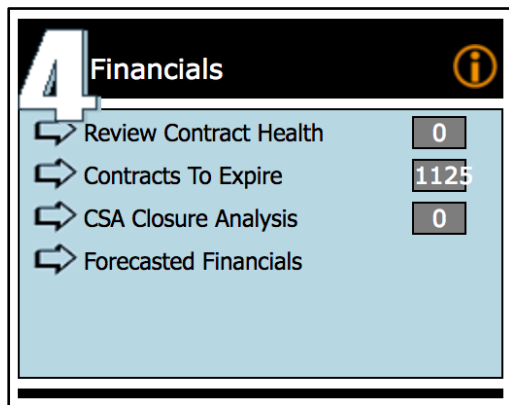 4 Financials
Review Contract Health 0
Contracts To Expire 1125
CSA Closure Analysis 0
Forecasted Financials